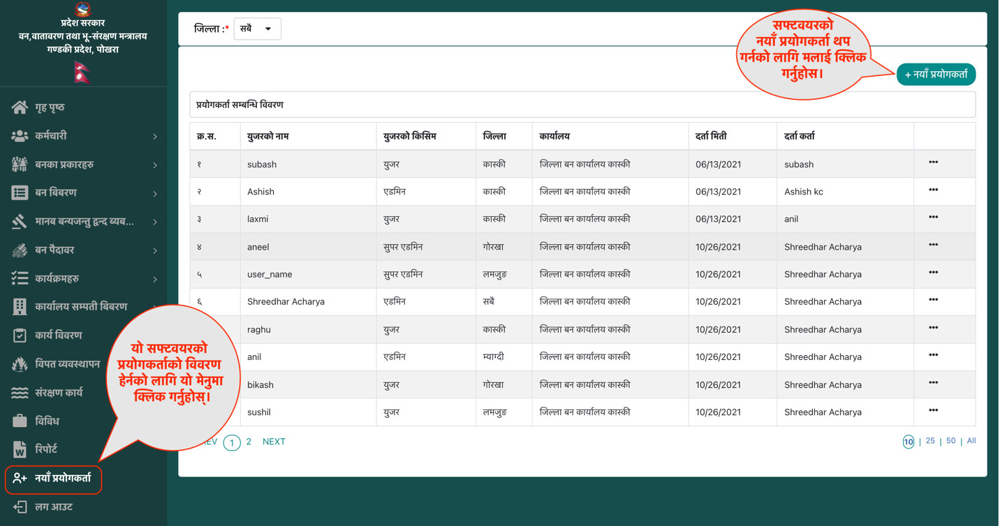 प्रदेश सरकार
वन,वातावरण तथा भू-संरक्षण मन्त्रालय
गण्डकी प्रदेश, पोखरा
गृह पृष्ठ
कर्मचारी
बनका प्रकारहरु
बन बिबरण
मानब बन्यजन्तु द्वन्द ब्यब...
बन पैदावर
कार्यक्रमहरु
कार्यालय सम्पती बिबरण
कार्य विवरण
विपत व्यवस्थापन
संरक्षण कार्य
विविध
रिपोर्ट
नयाँ प्रयोगकर्ता
लग आउट
यो सफ्टवयरको
प्रयोगकर्ताको विवरण
हेर्नको लागि यो मेनुमा
क्लिक गर्नुहोस्।
जिल्ला :* सबै
सफ्टवयरको
नयाँ प्रयोगकर्ता थप
गर्नको लागि मलाई क्लिक
गर्नुहोस।
+ नयाँ प्रयोगकर्ता
प्रयोगकर्ता सम्बन्धि विवरण
क्र.स. युजरको नाम युजरको किसिम जिल्ला कार्यालय दर्ता मिती दर्ता कर्ता
१ subash युजर कास्की जिल्ला बन कार्यालय कास्की 06/13/2021 subash •••
२ Ashish एडमिन कास्की जिल्ला बन कार्यालय कास्की 06/13/2021 Ashish kc •••
३ laxmi युजर कास्की जिल्ला बन कार्यालय कास्की 06/13/2021 anil •••
४ aneel सुपर एडमिन गोरखा जिल्ला बन कार्यालय कास्की 10/26/2021 Shreedhar Acharya •••
५ user_name सुपर एडमिन लमजुङ जिल्ला बन कार्यालय कास्की 10/26/2021 Shreedhar Acharya •••
६ Shreedhar Acharya एडमिन सबै जिल्ला बन कार्यालय कास्की 10/26/2021 Shreedhar Acharya •••
raghu युजर कास्की जिल्ला बन कार्यालय कास्की 10/26/2021 Shreedhar Acharya •••
anil एडमिन म्याग्दी जिल्ला बन कार्यालय कास्की 10/26/2021 Shreedhar Acharya •••
bikash युजर गोरखा जिल्ला बन कार्यालय कास्की 10/26/2021 Shreedhar Acharya •••
sushil युजर लमजुङ जिल्ला बन कार्यालय कास्की 10/26/2021 Shreedhar Acharya •••
EV 1 2 NEXT
10 | 25 | 50 | All